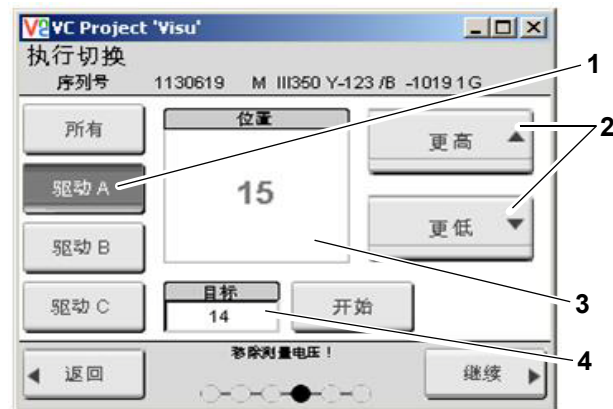 VC Project 'Visu'
执行切换
序列号 1130619 M III350 Y-123 /B -1019 1 G
1
所有
位置
更高
2
驱动 A
15
驱动 B
更低
3
驱动 C
目标
14
开始
移除测量电压！
4
返回
继续